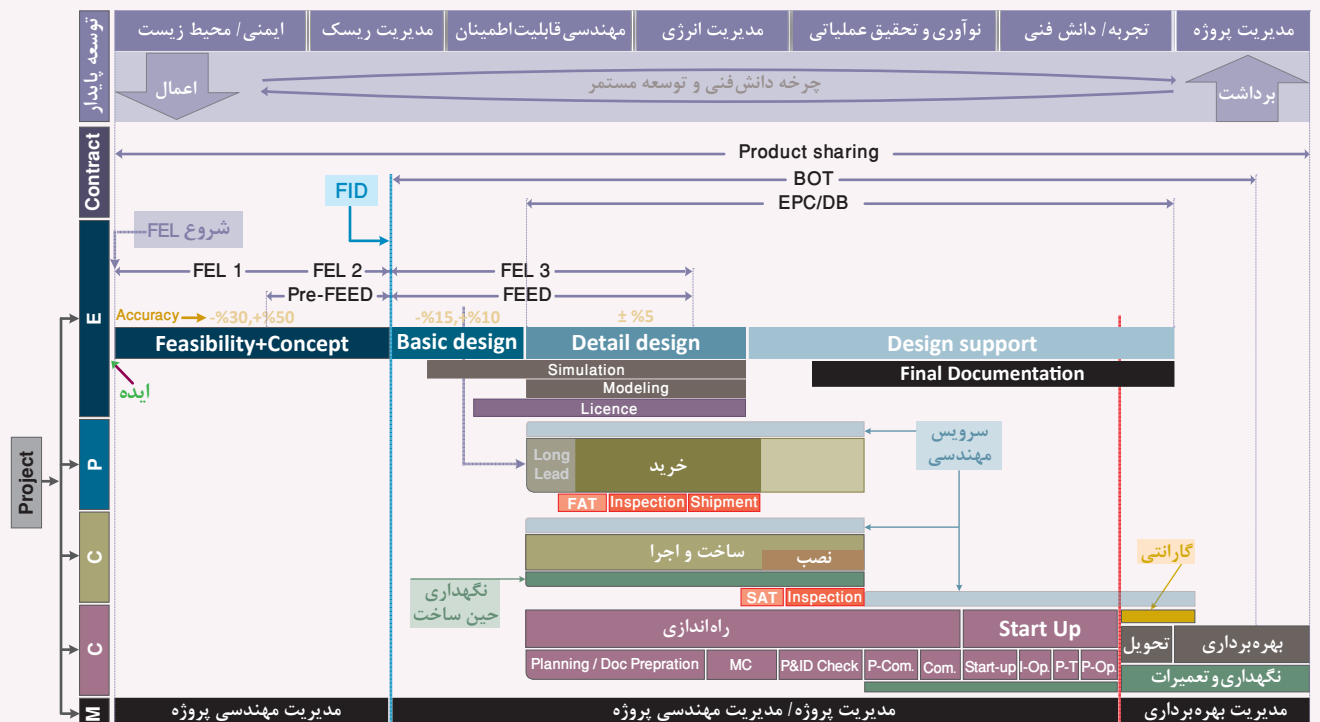 توسعه پایدار
ایمنی/ محیط زیست
مدیریت ریسک
مهندسی قابلیت اطمینان
مدیریت انرژی
نوآوری و تحقیق عملیاتی
تجربه/ دانش فنی
مدیریت پروژه
اعمال
چرخه دانش‌فنی و توسعه مستمر
برداشت
Contract
Product sharing
BOT
EPC/DB
FID
شروع FEL
FEL 1
FEL 2
FEL 3
Pre-FEED
FEED
Accuracy
-%30,+%50
-%15,+%10
± %5
E
Feasibility+Concept
Basic design
Detail design
Design support
Simulation
Final Documentation
Modeling
Licence
ایده
Project
P
سرویس
مهندسی
Long
Lead
خرید
FAT
Inspection
Shipment
C
ساخت و اجرا
نصب
گارانتی
نگهداری
حین ساخت
SAT
Inspection
C
راه‌اندازی
Start Up
تحویل
بهره‌برداری
Planning / Doc Prepration
MC
P&ID Check
P-Com.
Com.
Start-up
I-Op.
P-T
P-Op.
نگهداری‌و‌تعمیرات
M
مدیریت مهندسی پروژه
مدیریت پروژه/ مدیریت مهندسی پروژه
مدیریت بهره‌برداری